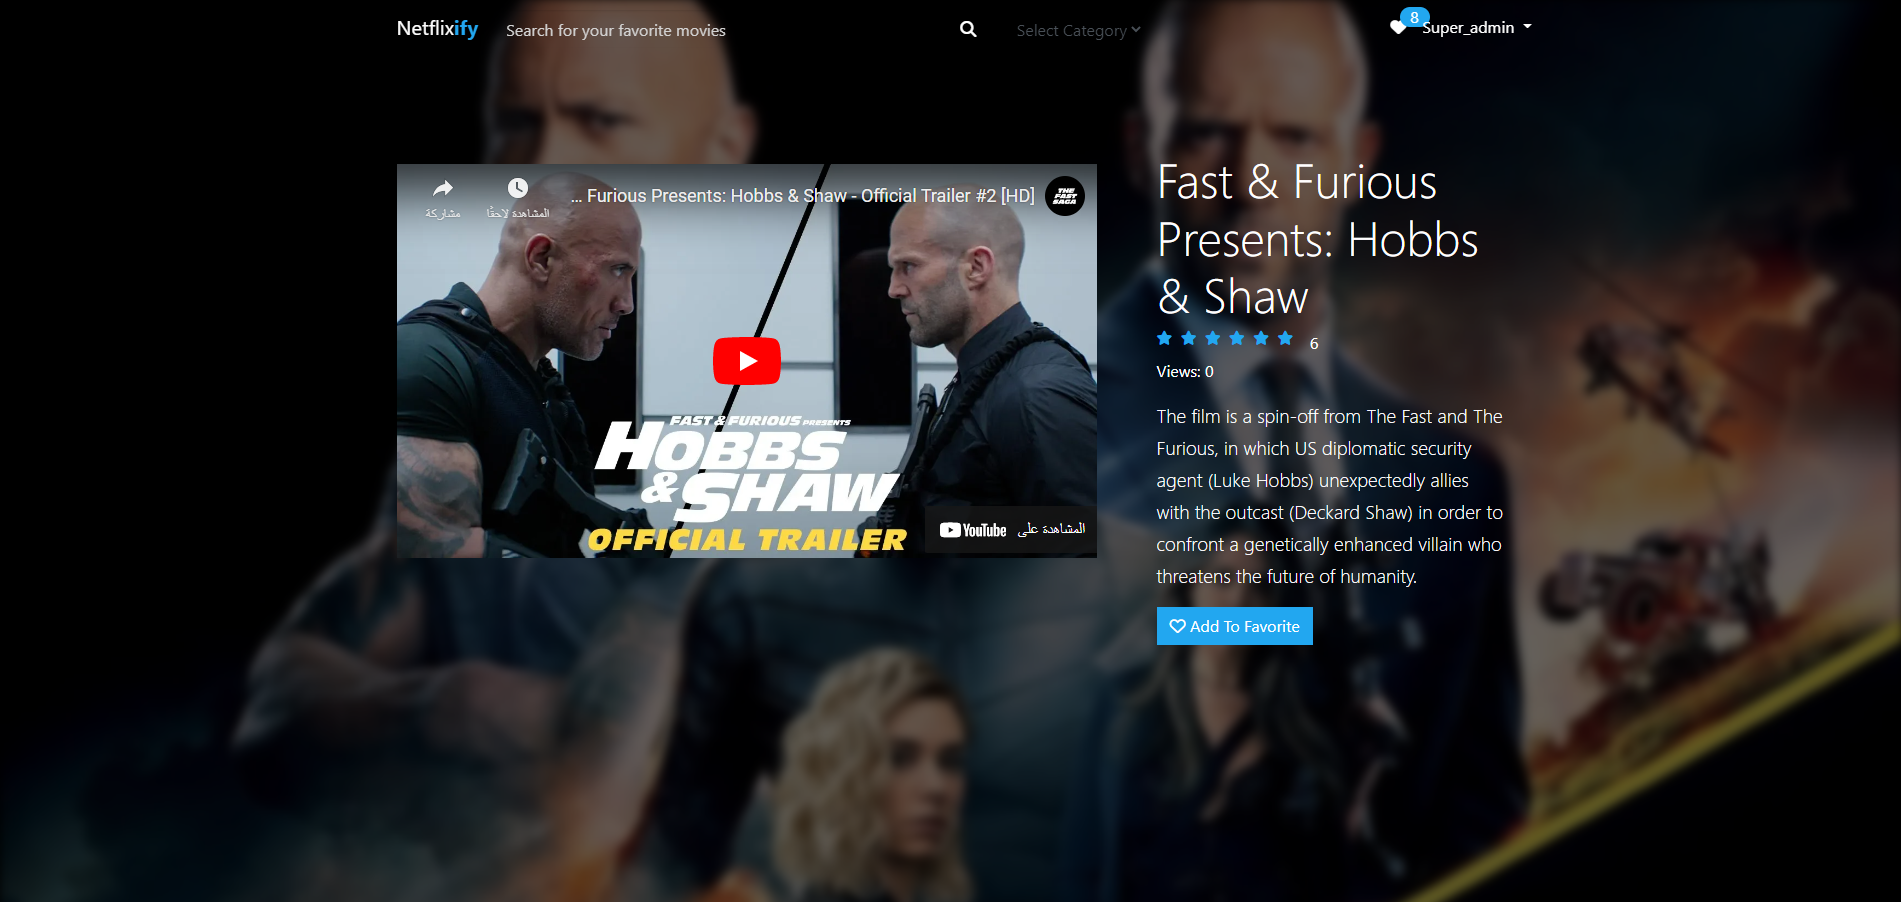 Netflixify
Search for your favorite movies
Select Category
8
Super_admin
مشاركة
المشاهدة لاحقًا
... Furious Presents: Hobbs & Shaw - Official Trailer #2 [HD]
THE FAST SAGA
FAST & FURIOUS PRESENTS
HOBBS
& SHAW
OFFICIAL TRAILER
المشاهدة على YouTube
Fast & Furious
Presents: Hobbs
& Shaw
6
Views: 0
The film is a spin-off from The Fast and The
Furious, in which US diplomatic security
agent (Luke Hobbs) unexpectedly allies
with the outcast (Deckard Shaw) in order to
confront a genetically enhanced villain who
threatens the future of humanity.
Add To Favorite